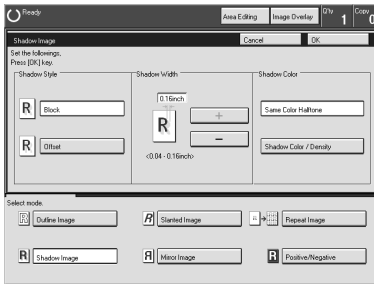 Ready
Area Editing
Image Overlay
Q'ty
1
Copy
0
Shadow Image
Cancel
OK
Set the followings.
Press [OK] key.
Shadow Style
Shadow Width
Shadow Color
R
Block
0.16inch
R
+
Same Color Halftone
R
Offset
−
Shadow Color / Density
<0.04 - 0.16inch>
Select mode.
R
Outline Image
R
Slanted Image
R
Repeat Image
R
Shadow Image
R
Mirror Image
R
Positive/Negative